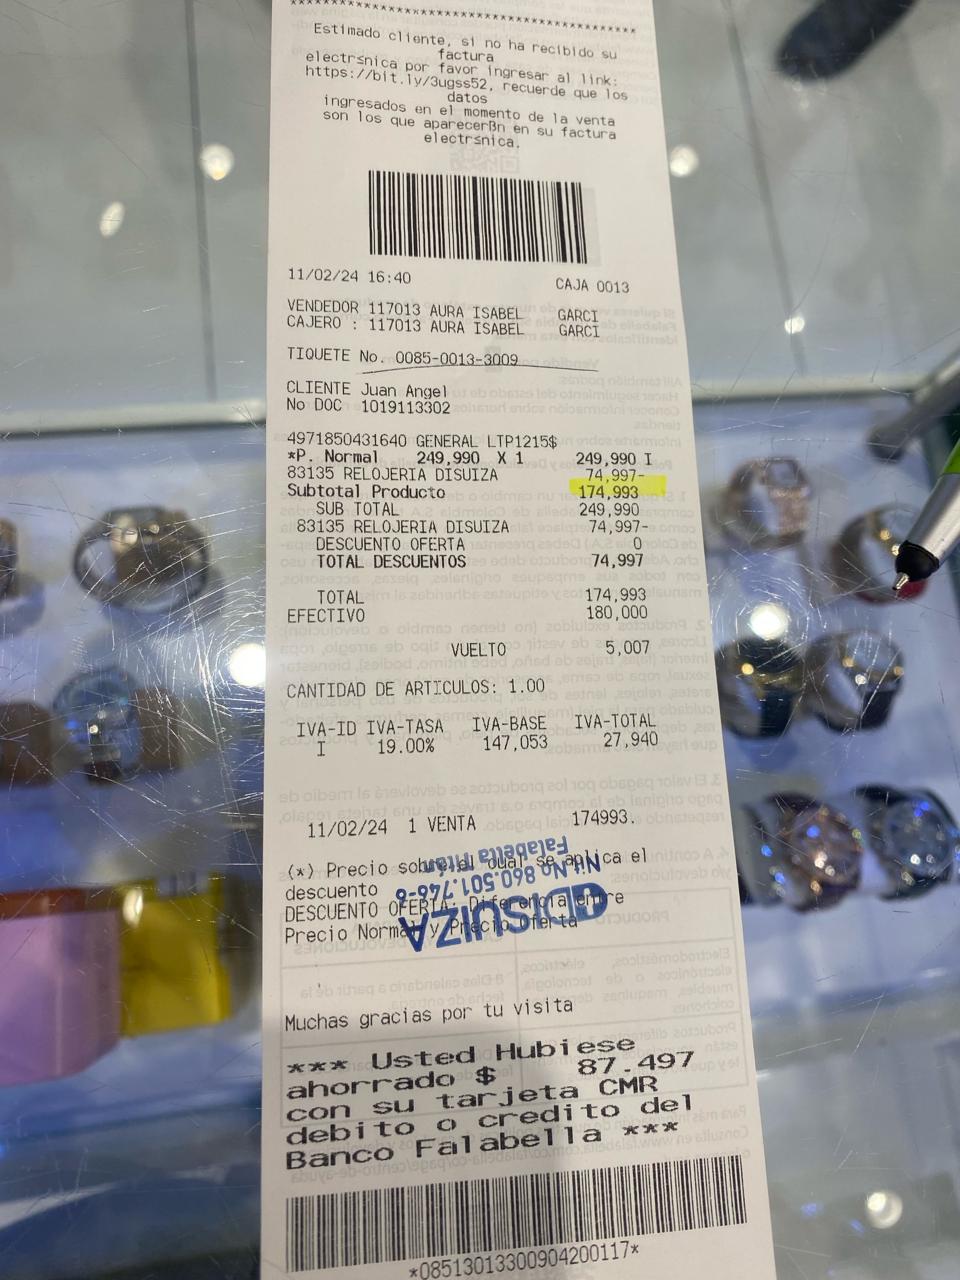 ************************************
Estimado cliente, si no ha recibido su
factura
electr≤nica por favor ingresar al link:
https://bit.ly/3ugss52, recuerde que los
datos
ingresados en el momento de la venta
son los que aparecerßn en su factura
electr≤nica.
11/02/24 16:40 CAJA 0013
VENDEDOR 117013 AURA ISABEL GARCI
CAJERO : 117013 AURA ISABEL GARCI
TIQUETE No. 0085-0013-3009
CLIENTE Juan Angel
No DOC 1019113302
4971850431640 GENERAL LTP1215$
*P. Normal 249,990 X 1 249,990 I
83135 RELOJERIA DISUIZA 74,997-
Subtotal Producto 174,993
SUB TOTAL 249,990
83135 RELOJERIA DISUIZA 74,997-
DESCUENTO OFERTA 0
TOTAL DESCUENTOS 74,997
TOTAL 174,993
EFECTIVO 180,000
VUELTO 5,007
CANTIDAD DE ARTICULOS: 1.00
IVA-ID IVA-TASA IVA-BASE IVA-TOTAL
I 19.00% 147,053 27,940
11/02/24 1 VENTA 174993.
(*) Precio sobre el cual se aplica el
descuento
DESCUENTO OFERTA: Diferencia entre
Precio Normal y Precio Oferta
DISUIZA
Nit. No 860.501.746-6
Falabella Titán
Muchas gracias por tu visita
*** Usted Hubiese
ahorrado $ 87.497
con su tarjeta CMR
debito o credito del
Banco Falabella ***
*08513013300904200117*